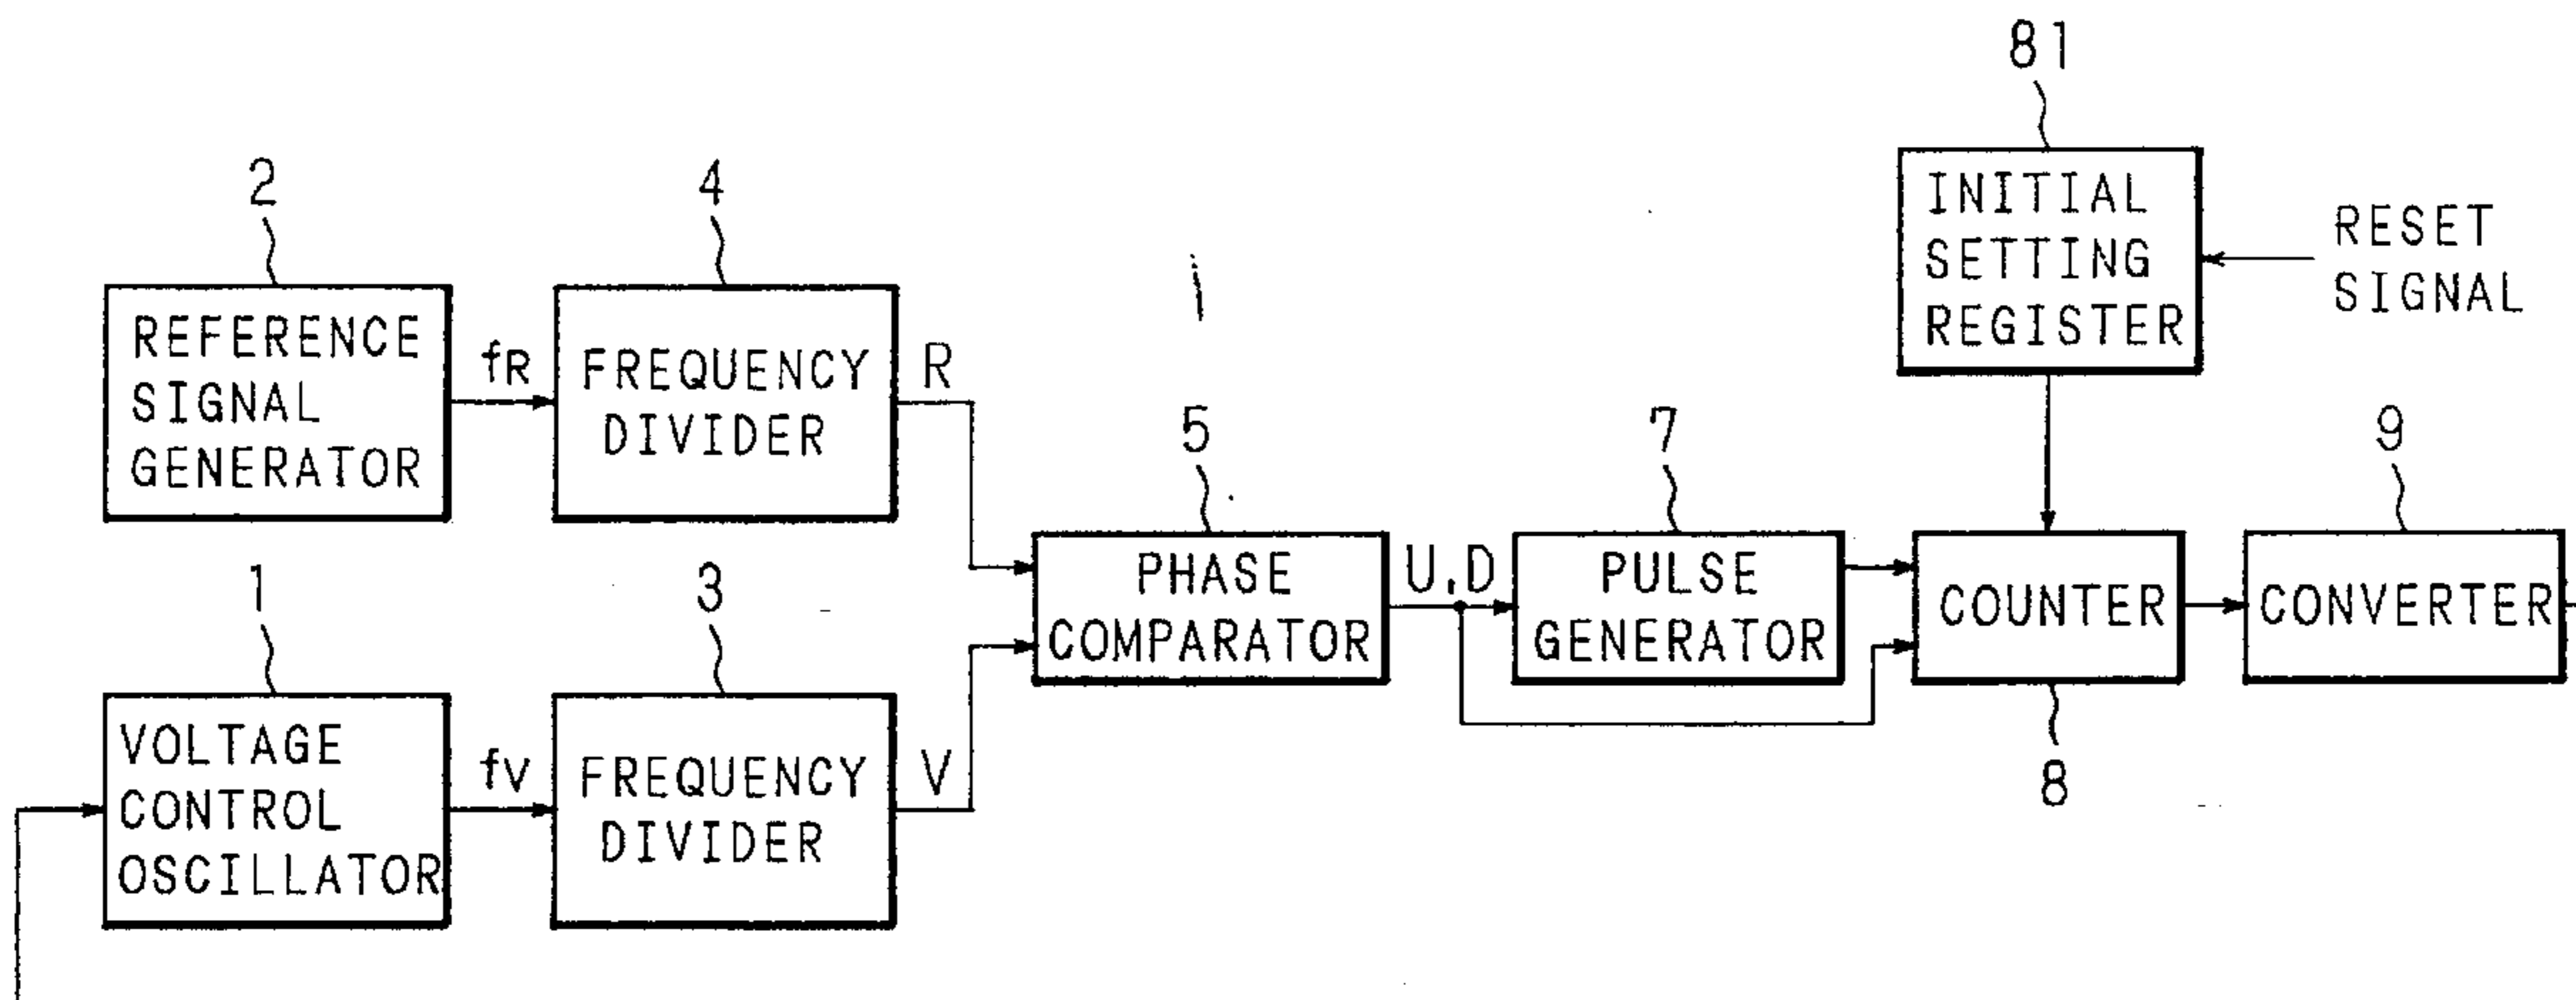 81
INITIAL
SETTING
REGISTER
RESET
SIGNAL
2
REFERENCE
SIGNAL
GENERATOR
fR
4
FREQUENCY
DIVIDER
R
1
VOLTAGE
CONTROL
OSCILLATOR
fV
3
FREQUENCY
DIVIDER
V
5
PHASE
COMPARATOR
U,D
7
PULSE
GENERATOR
COUNTER
8
9
CONVERTER